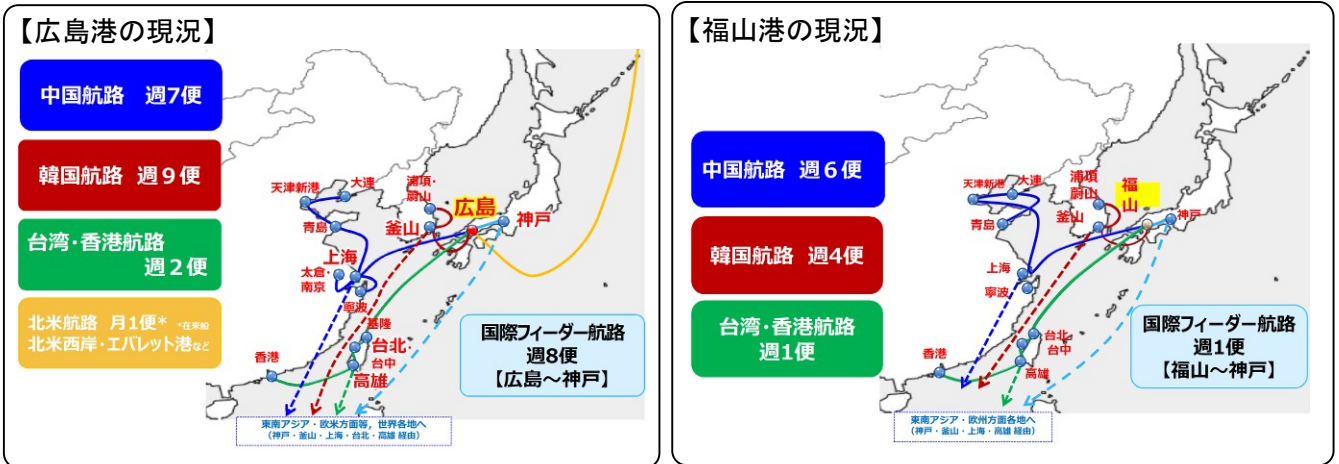 【広島港の現況】
中国航路 週7便
韓国航路 週９便
台湾・香港航路
週２便
北米航路 月1便* *在来船
北米西岸・エバレット港など
天津新港
大連
浦項・
蔚山
広島
神戸
青島
釜山
上海
太倉・
南京
寧波
基隆
台北・
台中
香港
高雄
国際フィーダー航路
週8便
【広島～神戸】
東南アジア・欧米方面等，世界各地へ
（神戸・釜山・上海・台北・高雄 経由）
【福山港の現況】
中国航路 週６便
韓国航路 週4便
台湾・香港航路
週1便
天津新港
大連
浦項
蔚山
福
山
神戸
青島
釜山
上海
寧波
台北
台中
香港
高雄
国際フィーダー航路
週1便
【福山～神戸】
東南アジア・欧州方面各地へ
（神戸・釜山・上海・高雄 経由）